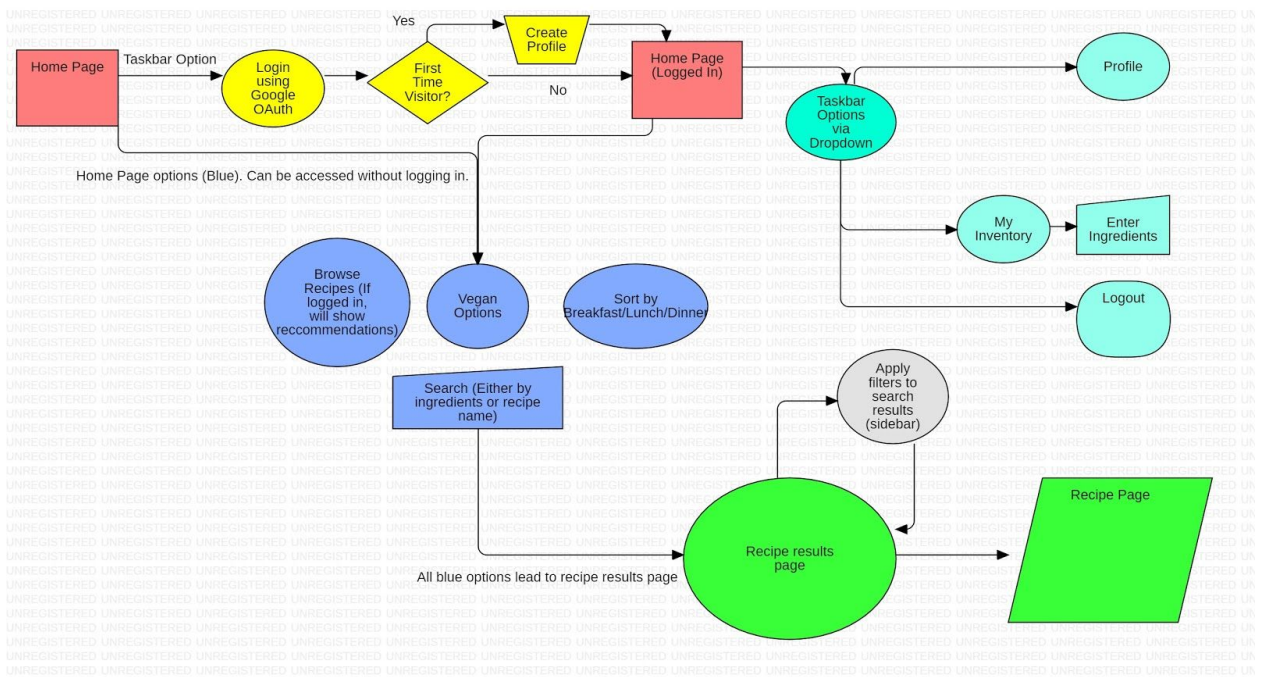 Yes
Create
Profile
Home Page
Taskbar Option
Login
using
Google
OAuth
First
Time
Visitor?
No
Home Page
(Logged In)
Taskbar
Options
via
Dropdown
Profile
Home Page options (Blue). Can be accessed without logging in.
My
Inventory
Enter
Ingredients
Logout
Browse
Recipes (If
logged in,
will show
reccommendations)
Vegan
Options
Sort by
Breakfast/Lunch/Dinner
Search (Either by
ingredients or recipe
name)
Apply
filters to
search
results
(sidebar)
Recipe results
page
Recipe Page
All blue options lead to recipe results page
UNREGISTERED